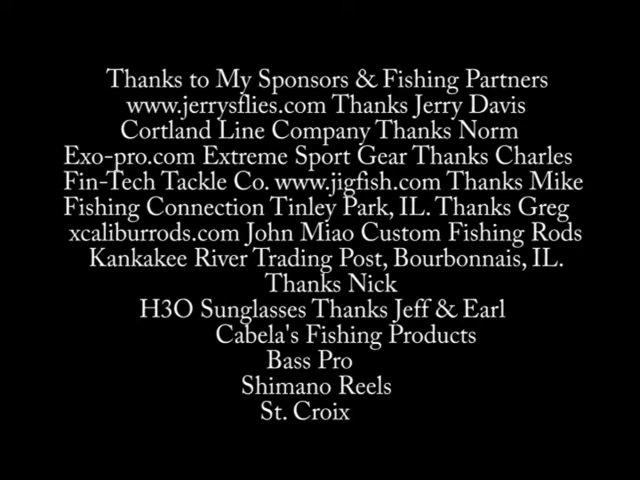 Thanks to My Sponsors & Fishing Partners
www.jerrysflies.com Thanks Jerry Davis
Cortland Line Company Thanks Norm
Exo-pro.com Extreme Sport Gear Thanks Charles
Fin-Tech Tackle Co. www.jigfish.com Thanks Mike
Fishing Connection Tinley Park, IL. Thanks Greg
xcaliburrods.com John Miao Custom Fishing Rods
Kankakee River Trading Post, Bourbonnais, IL.
Thanks Nick
H3O Sunglasses Thanks Jeff & Earl
Cabela's Fishing Products
Bass Pro
Shimano Reels
St. Croix